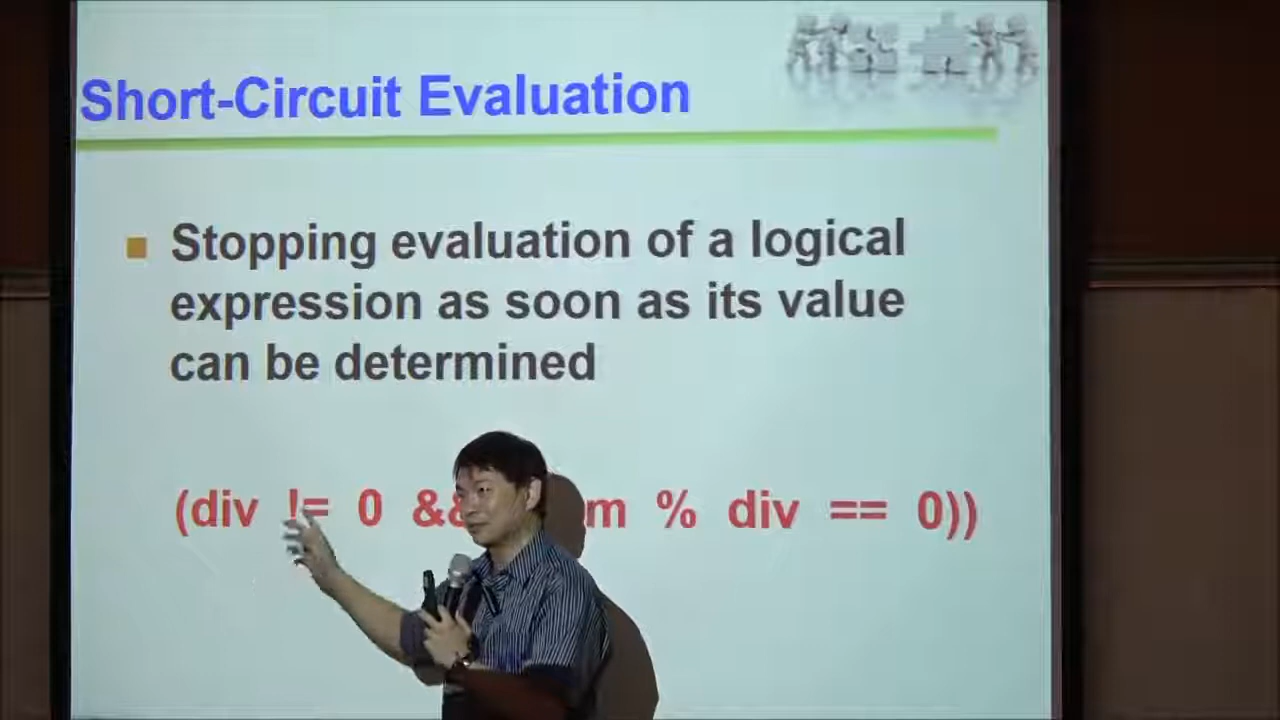 Short-Circuit Evaluation
Stopping evaluation of a logical
expression as soon as its value
can be determined
(div != 0 && m % div == 0))